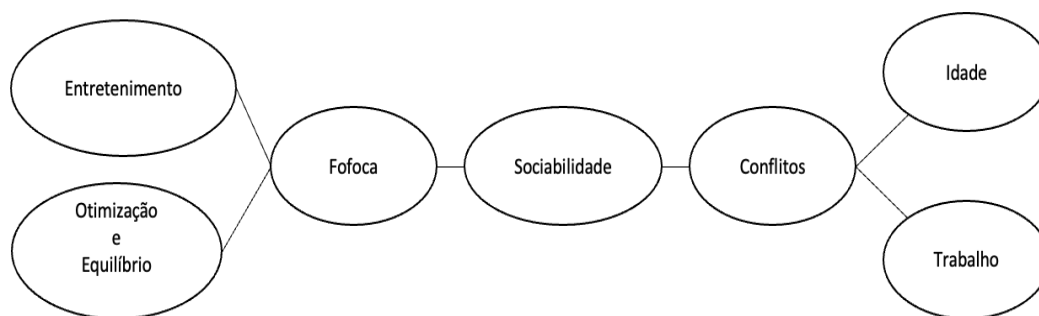 Entretenimento
Otimização
e
Equilíbrio
Fofoca
Sociabilidade
Conflitos
Idade
Trabalho